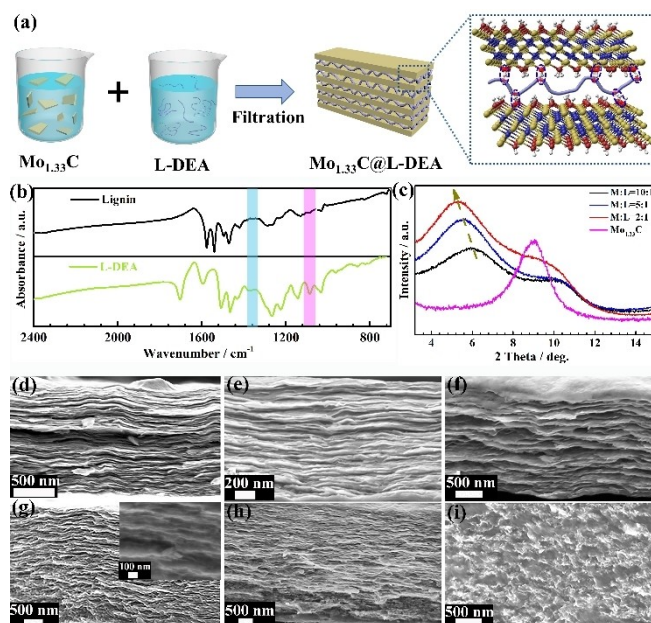 (a)
Mo1.33C
+
L-DEA
Filtration
Mo1.33C@L-DEA
(b)
Lignin
L-DEA
Absorbance / a.u.
2400
1600
1200
800
Wavenumber / cm-1
(c)
M:L=10:1
M:L=5:1
M:L 2:1
Mo1.33C
Intensity / a.u.
4
6
8
10
12
14
2 Theta / deg.
(d)
500 nm
(e)
200 nm
(f)
500 nm
(g)
100 nm
500 nm
(h)
500 nm
(i)
500 nm